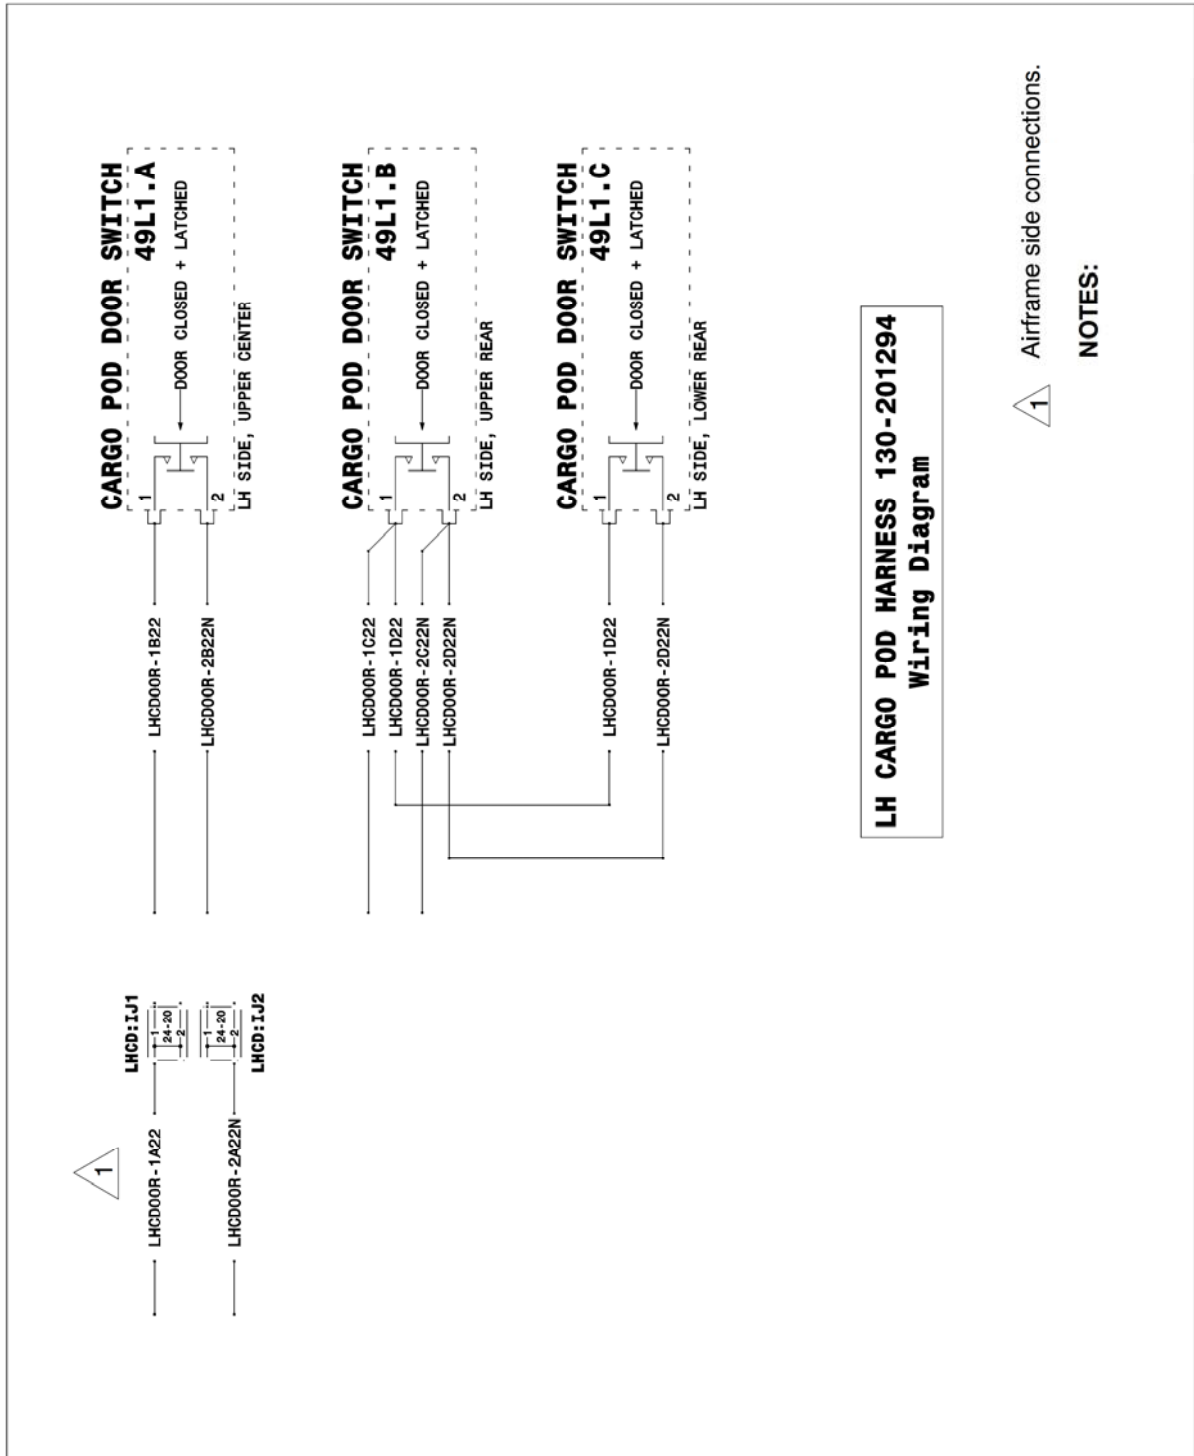 CARGO POD DOOR SWITCH
49L1.A
1
2
DOOR CLOSED + LATCHED
LH SIDE, UPPER CENTER
LHCDOOR-1B22
LHCDOOR-2B22N
LHCD:IJ1
1
24-20
2
1
24-20
2
LHCD:IJ2
1
LHCDOOR-1A22
LHCDOOR-2A22N
CARGO POD DOOR SWITCH
49L1.B
1
2
DOOR CLOSED + LATCHED
LH SIDE, UPPER REAR
LHCDOOR-1C22
LHCDOOR-1D22
LHCDOOR-2C22N
LHCDOOR-2D22N
CARGO POD DOOR SWITCH
49L1.C
1
2
DOOR CLOSED + LATCHED
LH SIDE, LOWER REAR
LHCDOOR-1D22
LHCDOOR-2D22N
LH CARGO POD HARNESS 130-201294
Wiring Diagram
1 Airframe side connections.
NOTES: